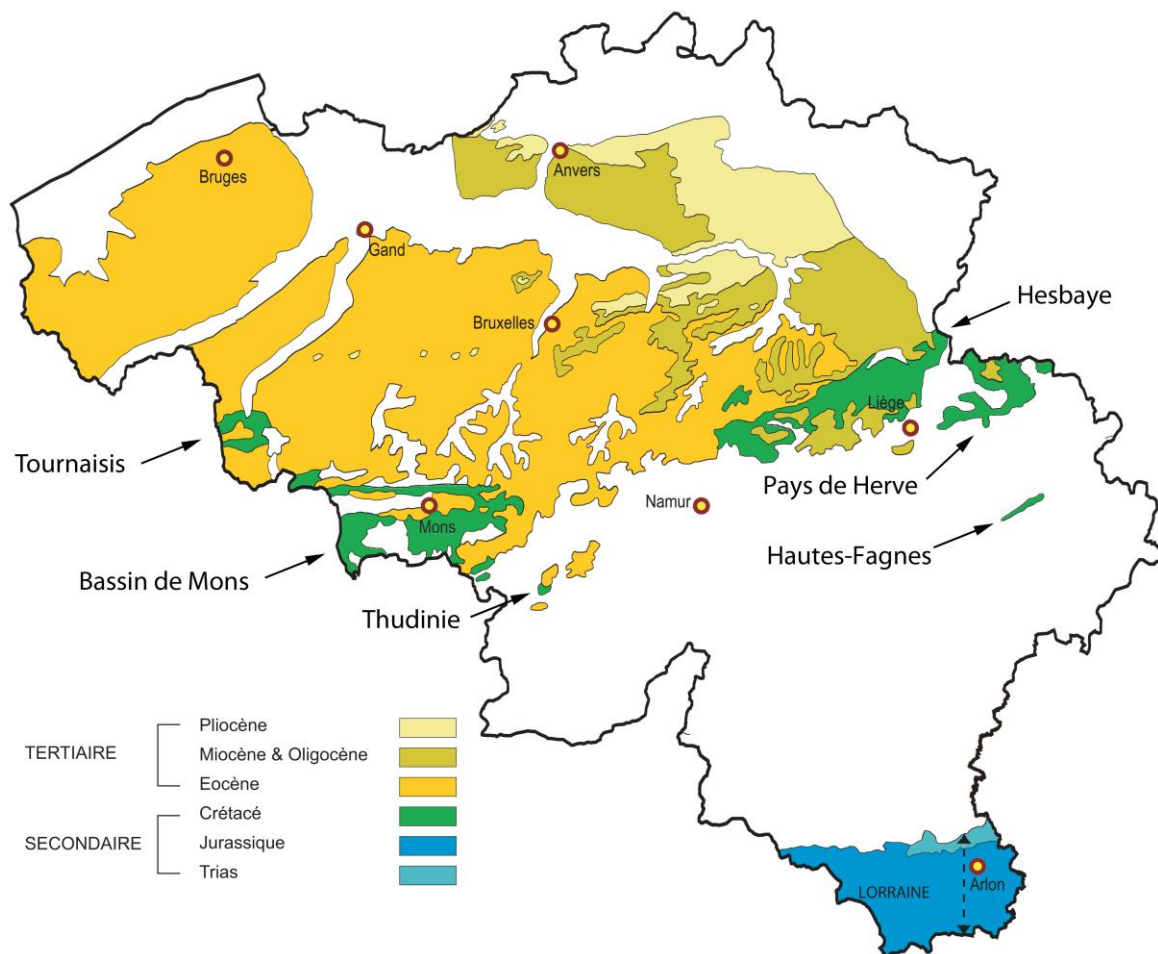 Bruges
Anvers
Gand
Hesbaye
Bruxelles
Liège
Tournaisis
Pays de Herve
Namur
Mons
Hautes-Fagnes
Bassin de Mons
Thudinie
TERTIAIRE
Pliocène
Miocène & Oligocène
Eocène
SECONDAIRE
Crétacé
Jurassique
Trias
LORRAINE
Arlon